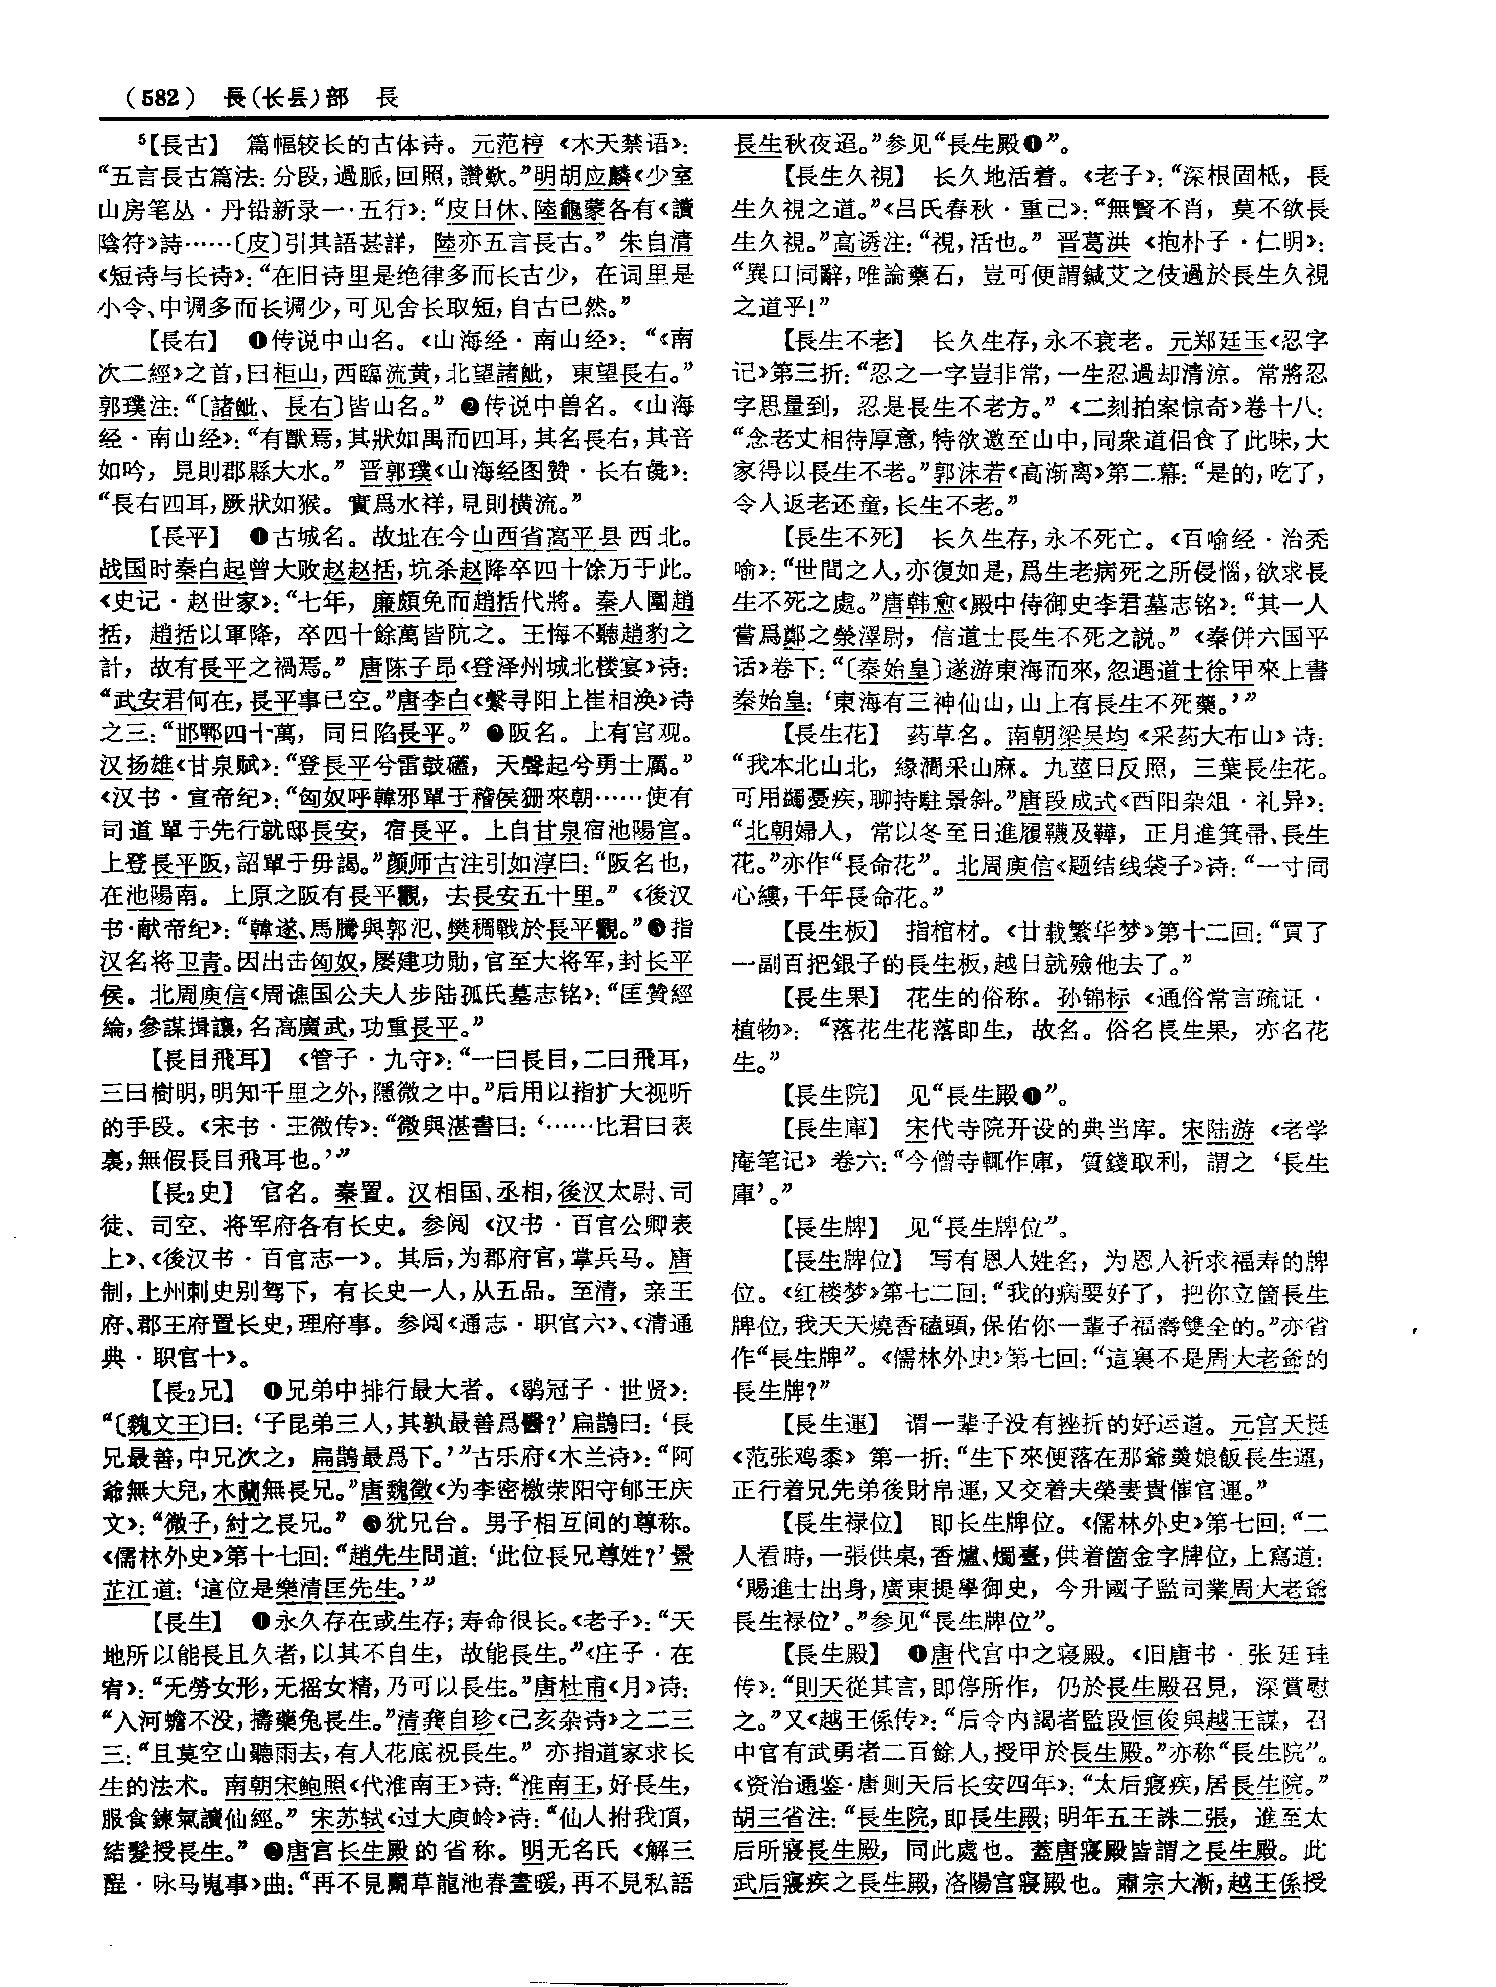 (582) 長(长镸)部 長
⁵【長古】 篇幅较长的古体诗。元范梈《木天禁语》：
“五言長古篇法：分段，過脈，回照，讚歎。”明胡应麟《少室
山房笔丛·丹铅新录一·五行》：“皮日休、陸龜蒙各有《讀
陰符》詩……〔皮〕引其語甚詳，陸亦五言長古。”朱自清
《短诗与长诗》：“在旧诗里是绝律多而长古少，在词里是
小令、中调多而长调少，可见舍长取短，自古已然。”
【長右】 ❶传说中山名。《山海经·南山经》：“《南
次二經》之首，曰柜山，西臨流黄，北望諸𣬈，東望長右。”
郭璞注：“〔諸𣬈、長右〕皆山名。”❷传说中兽名。《山海
经·南山经》：“有獸焉，其狀如禺而四耳，其名長右，其音
如吟，見則郡縣大水。”晋郭璞《山海经图赞·长右彘》：
“長右四耳，厥狀如猴。實爲水祥，見則横流。”
【長平】 ❶古城名。故址在今山西省高平县西北。
战国时秦白起曾大败赵赵括，坑杀赵降卒四十馀万于此。
《史记·赵世家》：“七年，廉頗免而趙括代將。秦人圍趙
括，趙括以軍降，卒四十餘萬皆阬之。王悔不聽趙豹之
計，故有長平之禍焉。”唐陈子昂《登泽州城北楼宴》诗：
“武安君何在，長平事已空。”唐李白《繫寻阳上崔相涣》诗
之三：“邯鄲四十萬，同日陷長平。”❷阪名。上有宫观。
汉扬雄《甘泉赋》：“登長平兮雷鼓磕，天聲起兮勇士厲。”
《汉书·宣帝纪》：“匈奴呼韓邪單于稽侯狦來朝……使有
司道單于先行就邸長安，宿長平。上自甘泉宿池陽宫。
上登長平阪，詔單于毋謁。”颜师古注引如淳曰：“阪名也，
在池陽南。上原之阪有長平觀，去長安五十里。”《後汉
书·献帝纪》：“韓遂、馬騰與郭汜、樊稠戰於長平觀。”❸指
汉名将卫青。因出击匈奴，屡建功勋，官至大将军，封长平
侯。北周庾信《周谯国公夫人步陆孤氏墓志铭》：“匡贊經
綸，參謀揖讓，名高廣武，功重長平。”
【長目飛耳】 《管子·九守》：“一曰長目，二曰飛耳，
三曰樹明，明知千里之外，隱微之中。”后用以指扩大视听
的手段。《宋书·王微传》：“微與湛書曰：‘……比君曰表
裏，無假長目飛耳也。’”
【長₂史】 官名。秦置。汉相国、丞相，後汉太尉、司
徒、司空、将军府各有长史。参阅《汉书·百官公卿表
上》、《後汉书·百官志一》。其后，为郡府官，掌兵马。唐
制，上州刺史别驾下，有长史一人，从五品。至清，亲王
府、郡王府置长史，理府事。参阅《通志·职官六》、《清通
典·职官十》。
【長₂兄】 ❶兄弟中排行最大者。《鹖冠子·世贤》：
“〔魏文王〕曰：‘子昆弟三人，其孰最善爲醫？’扁鵲曰：‘長
兄最善，中兄次之，扁鵲最爲下。’”古乐府《木兰诗》：“阿
爺無大兒，木蘭無長兄。”唐魏徵《为李密檄荥阳守郇王庆
文》：“微子，紂之長兄。”❷犹兄台。男子相互间的尊称。
《儒林外史》第十七回：“趙先生問道：‘此位長兄尊姓？’景
芷江道：‘這位是樂清匡先生。’”
【長生】 ❶永久存在或生存；寿命很长。《老子》：“天
地所以能長且久者，以其不自生，故能長生。”《庄子·在
宥》：“无勞女形，无摇女精，乃可以長生。”唐杜甫《月》诗：
“入河蟾不没，擣藥兔長生。”清龚自珍《己亥杂诗》之二三
三：“且莫空山聽雨去，有人花底祝長生。”亦指道家求长
生的法术。南朝宋鲍照《代淮南王》诗：“淮南王，好長生，
服食鍊氣讀仙經。”宋苏轼《过大庾岭》诗：“仙人拊我頂，
結髮授長生。”❷唐宫长生殿的省称。明无名氏《解三
酲·咏马嵬事》曲：“再不見鬭草龍池春晝暖，再不見私語
長生秋夜迢。”参见“長生殿❶”。
【長生久視】 长久地活着。《老子》：“深根固柢，長
生久視之道。”《吕氏春秋·重己》：“無賢不肖，莫不欲長
生久視。”高诱注：“視，活也。”晋葛洪《抱朴子·仁明》：
“異口同辭，唯論藥石，豈可便謂鍼艾之伎過於長生久視
之道乎！”
【長生不老】 长久生存，永不衰老。元郑廷玉《忍字
记》第三折：“忍之一字豈非常，一生忍過却清涼。常將忍
字思量到，忍是長生不老方。”《二刻拍案惊奇》卷十八：
“念老丈相待厚意，特欲邀至山中，同衆道侣食了此味，大
家得以長生不老。”郭沫若《高渐离》第二幕：“是的，吃了，
令人返老还童，长生不老。”
【長生不死】 长久生存，永不死亡。《百喻经·治秃
喻》：“世間之人，亦復如是，爲生老病死之所侵惱，欲求長
生不死之處。”唐韩愈《殿中侍御史李君墓志铭》：“其一人
嘗爲鄭之滎澤尉，信道士長生不死之説。”《秦併六国平
话》卷下：“〔秦始皇〕遂游東海而來，忽遇道士徐甲來上書
秦始皇：‘東海有三神仙山，山上有長生不死藥。’”
【長生花】 药草名。南朝梁吴均《采药大布山》诗：
“我本北山北，緣澗采山麻。九莖日反照，三葉長生花。
可用蠲憂疾，聊持駐景斜。”唐段成式《酉阳杂俎·礼异》：
“北朝婦人，常以冬至日進履襪及鞾，正月進箕帚、長生
花。”亦作“長命花”。北周庾信《题结线袋子》诗：“一寸同
心縷，千年長命花。”
【長生板】 指棺材。《廿载繁华梦》第十二回：“買了
一副百把銀子的長生板，越日就殮他去了。”
【長生果】 花生的俗称。孙锦标《通俗常言疏证·
植物》：“落花生花落即生，故名。俗名長生果，亦名花
生。”
【長生院】 见“長生殿❶”。
【長生庫】 宋代寺院开设的典当库。宋陆游《老学
庵笔记》卷六：“今僧寺輒作庫，質錢取利，謂之‘長生
庫’。”
【長生牌】 见“長生牌位”。
【長生牌位】 写有恩人姓名，为恩人祈求福寿的牌
位。《红楼梦》第七二回：“我的病要好了，把你立箇長生
牌位，我天天燒香磕頭，保佑你一輩子福壽雙全的。”亦省
作“長生牌”。《儒林外史》第七回：“這裏不是周大老爺的
長生牌？”
【長生運】 谓一辈子没有挫折的好运道。元宫天挺
《范张鸡黍》第一折：“生下來便落在那爺羹娘飯長生運，
正行着兄先弟後財帛運，又交着夫榮妻貴催官運。”
【長生禄位】 即长生牌位。《儒林外史》第七回：“二
人看時，一張供桌，香爐、燭臺，供着箇金字牌位，上寫道：
‘賜進士出身，廣東提學御史，今升國子監司業周大老爺
長生禄位’。”参见“長生牌位”。
【長生殿】 ❶唐代宫中之寝殿。《旧唐书·张廷珪
传》：“則天從其言，即停所作，仍於長生殿召見，深賞慰
之。”又《越王係传》：“后令内謁者監段恒俊與越王謀，召
中官有武勇者二百餘人，授甲於長生殿。”亦称“長生院”。
《资治通鉴·唐则天后长安四年》：“太后寢疾，居長生院。”
胡三省注：“長生院，即長生殿；明年五王誅二張，進至太
后所寢長生殿，同此處也。蓋唐寢殿皆謂之長生殿。此
武后寢疾之長生殿，洛陽宫寢殿也。肅宗大漸，越王係授